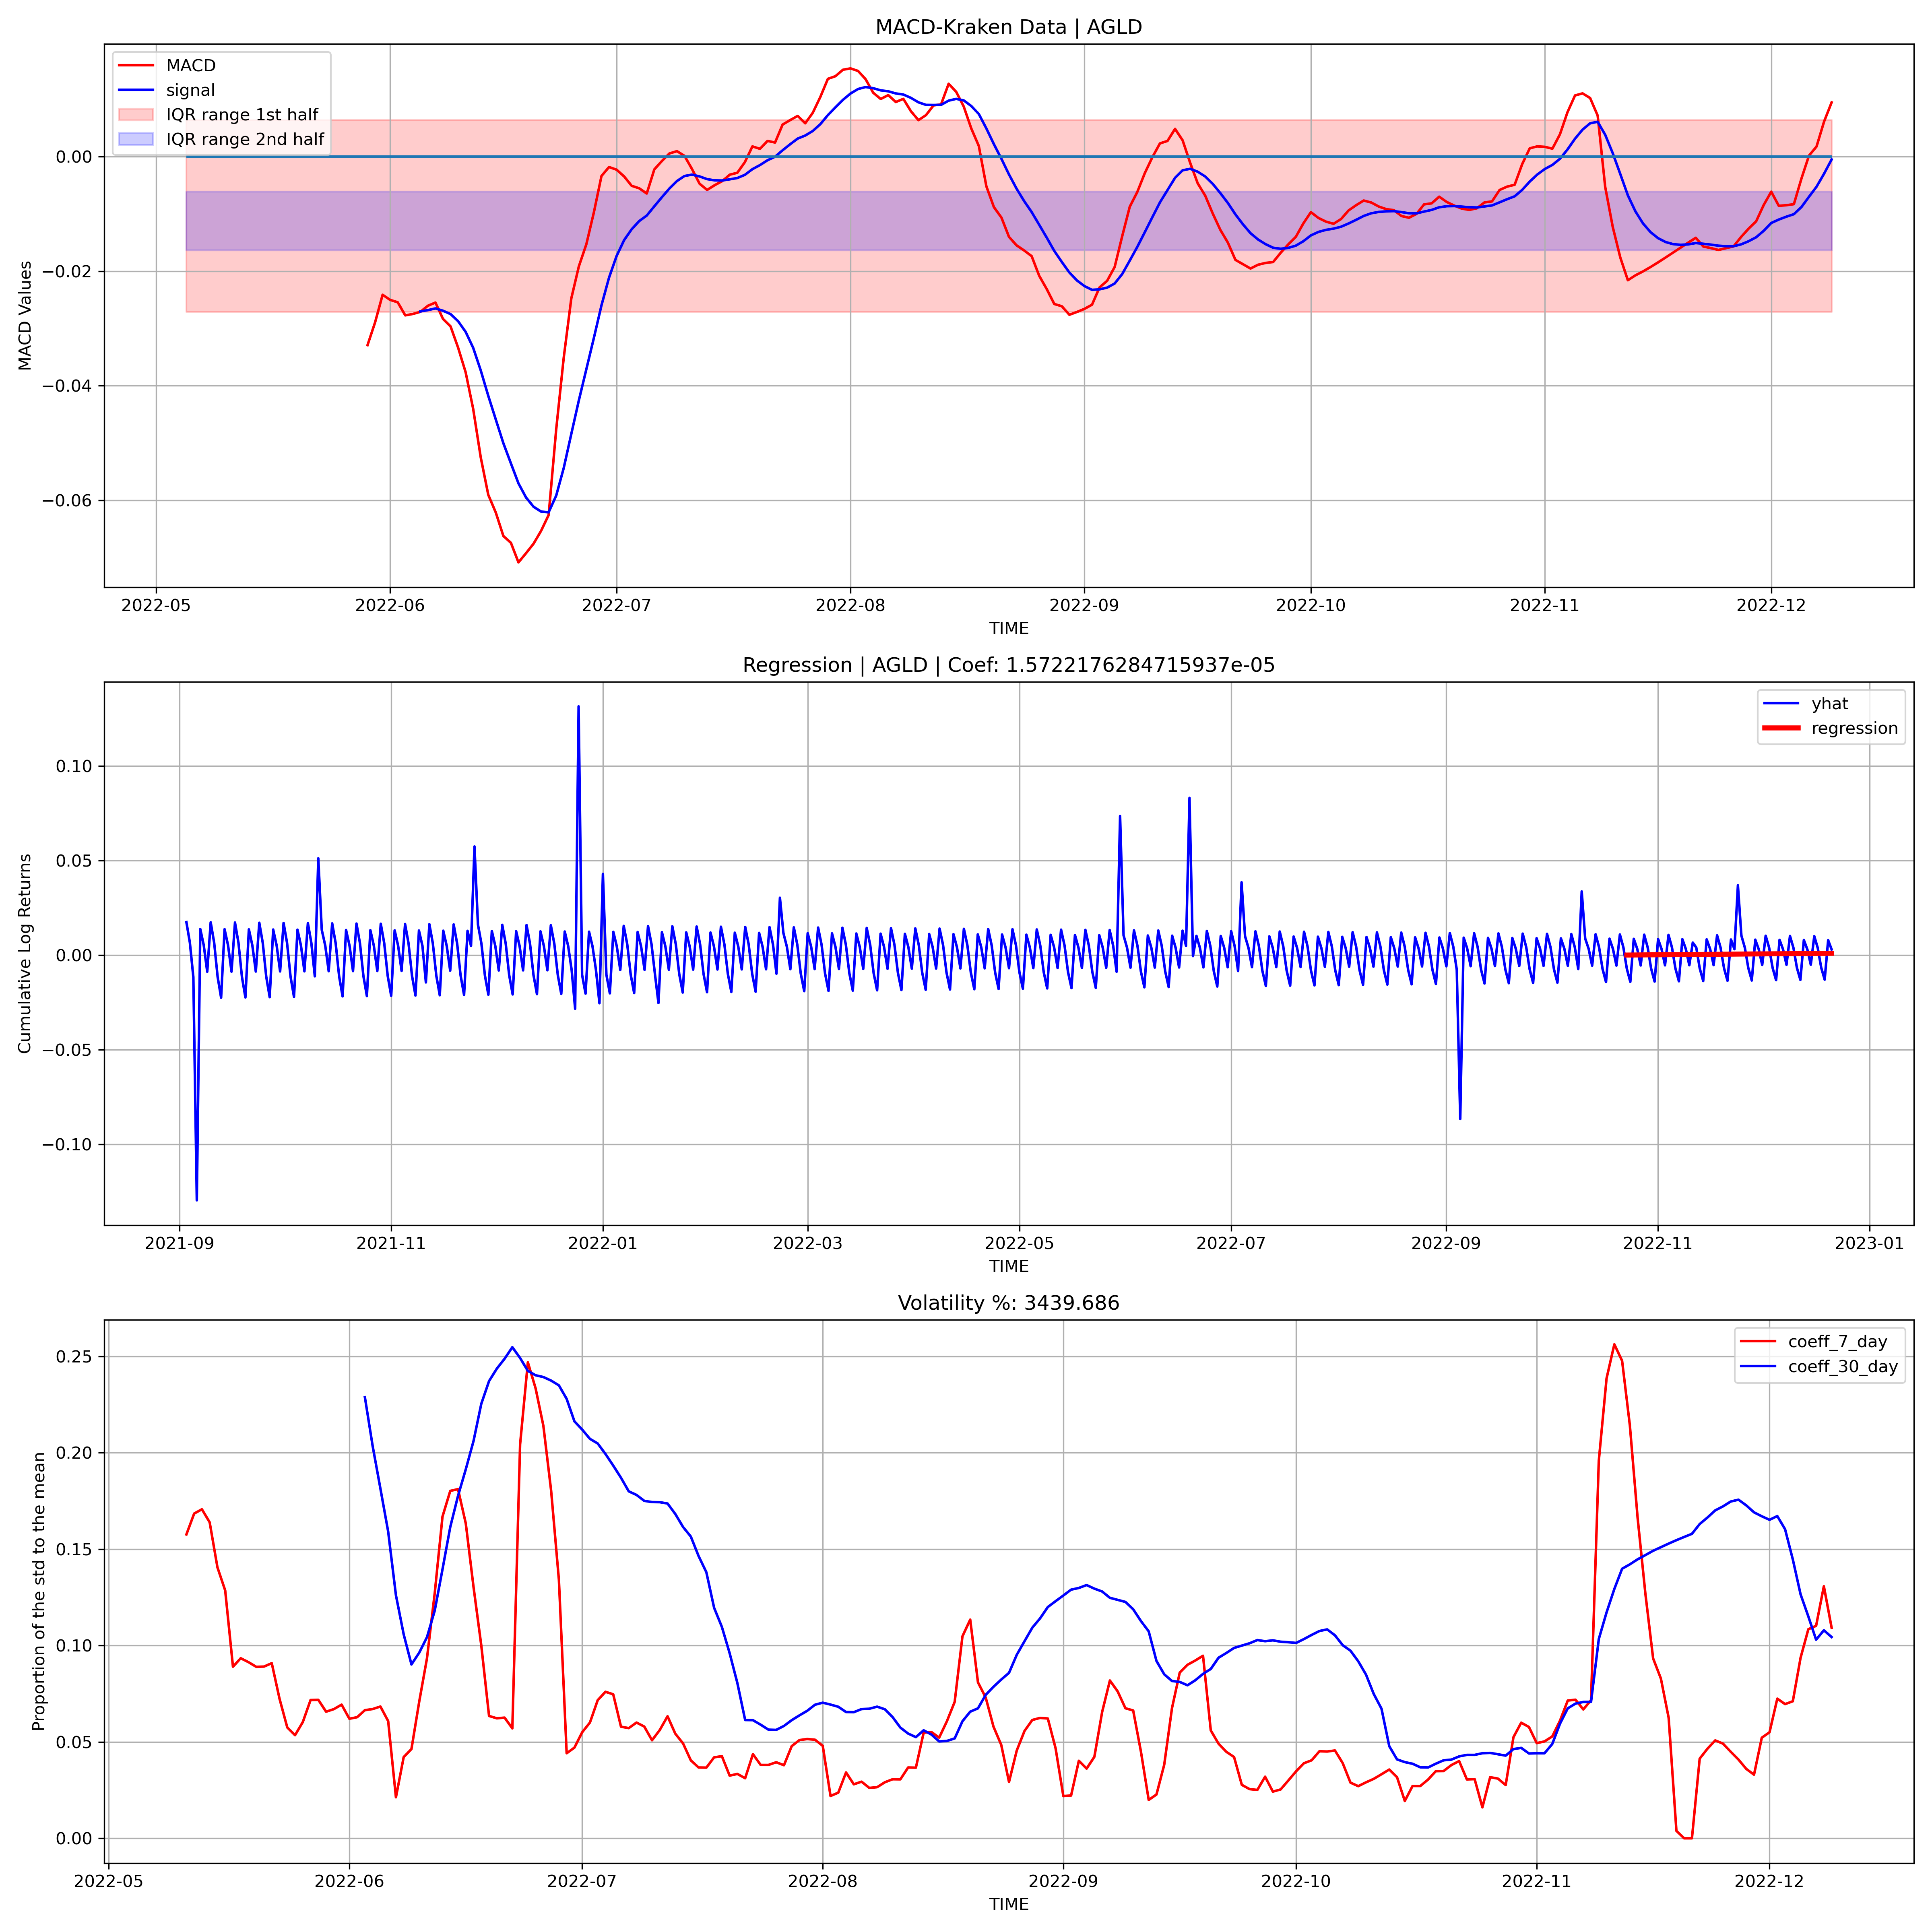 MACD-Kraken Data | AGLD
MACD
signal
IQR range 1st half
IQR range 2nd half
0.00
−0.02
−0.04
−0.06
MACD Values
2022-05 2022-06 2022-07 2022-08 2022-09 2022-10 2022-11 2022-12
TIME
Regression | AGLD | Coef: 1.5722176284715937e-05
yhat
regression
0.10
0.05
0.00
−0.05
−0.10
Cumulative Log Returns
2021-09 2021-11 2022-01 2022-03 2022-05 2022-07 2022-09 2022-11 2023-01
TIME
Volatility %: 3439.686
coeff_7_day
coeff_30_day
0.25
0.20
0.15
0.10
0.05
0.00
Proportion of the std to the mean
2022-05 2022-06 2022-07 2022-08 2022-09 2022-10 2022-11 2022-12
TIME